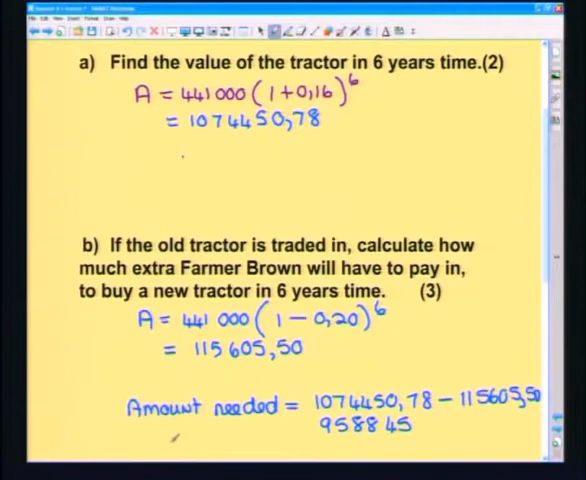 a) Find the value of the tractor in 6 years time.(2)
A = 441 000 (1+0,16)^6
= 1074450,78
b) If the old tractor is traded in, calculate how
much extra Farmer Brown will have to pay in,
to buy a new tractor in 6 years time. (3)
A = 441 000 (1 - 0,20)^6
= 115605,50
Amount needed = 1074450,78 - 115605,50
958845